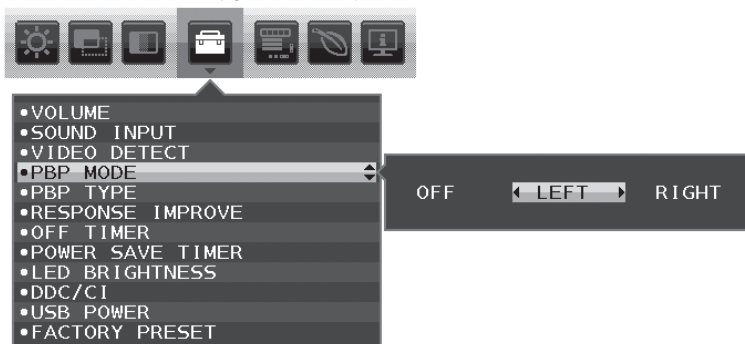 •VOLUME
•SOUND INPUT
•VIDEO DETECT
•PBP MODE
OFF LEFT RIGHT
•PBP TYPE
•RESPONSE IMPROVE
•OFF TIMER
•POWER SAVE TIMER
•LED BRIGHTNESS
•DDC/CI
•USB POWER
•FACTORY PRESET